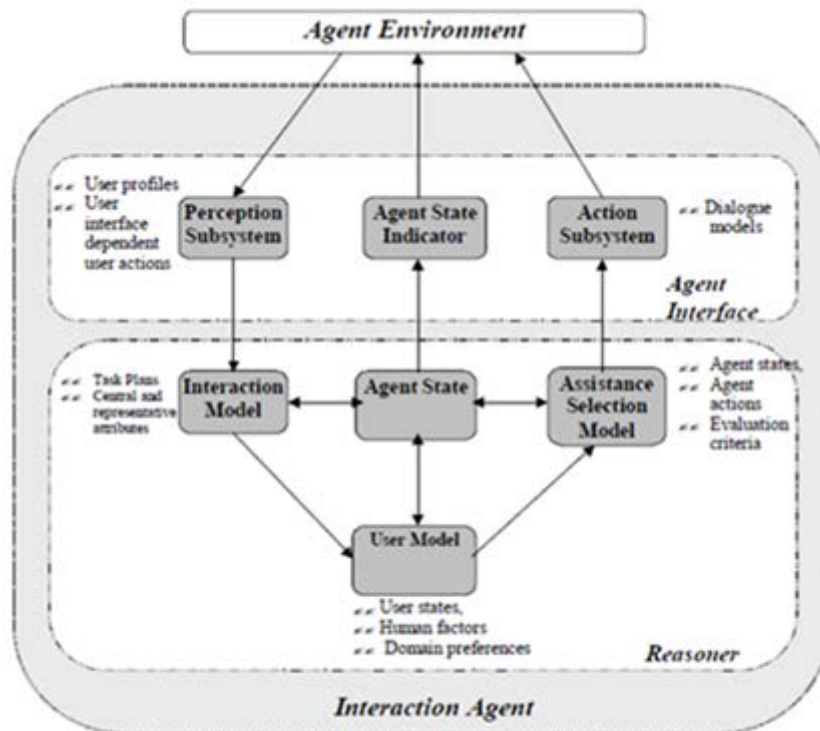 Agent Environment
User profiles
User
interface
dependent
user actions
Perception
Subsystem
Agent State
Indicator
Action
Subsystem
Dialogue
models
Agent
Interface
Task Plans
Central and
representative
attributes
Interaction
Model
Agent State
Assistance
Selection
Model
Agent states,
Agent
actions
Evaluation
criteria
User Model
User states,
Human factors
Domain preferences
Reasoner
Interaction Agent